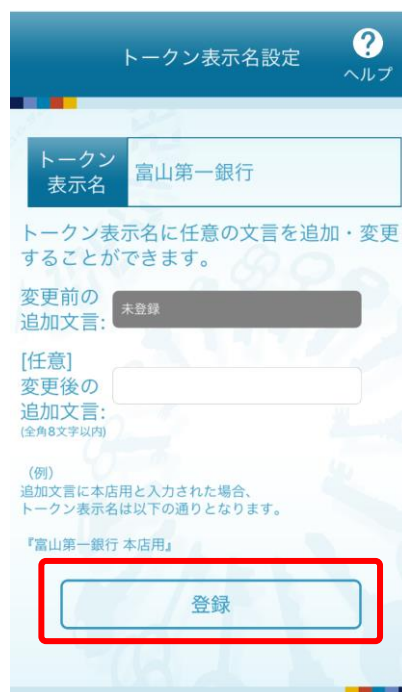 トークン表示名設定
?
ヘルプ
トークン
表示名
富山第一銀行
トークン表示名に任意の文言を追加・変更
することができます。
変更前の
追加文言:
未登録
[任意]
変更後の
追加文言:
(全角8文字以内)
(例)
追加文言に本店用と入力された場合、
トークン表示名は以下の通りとなります。
『富山第一銀行 本店用』
登録